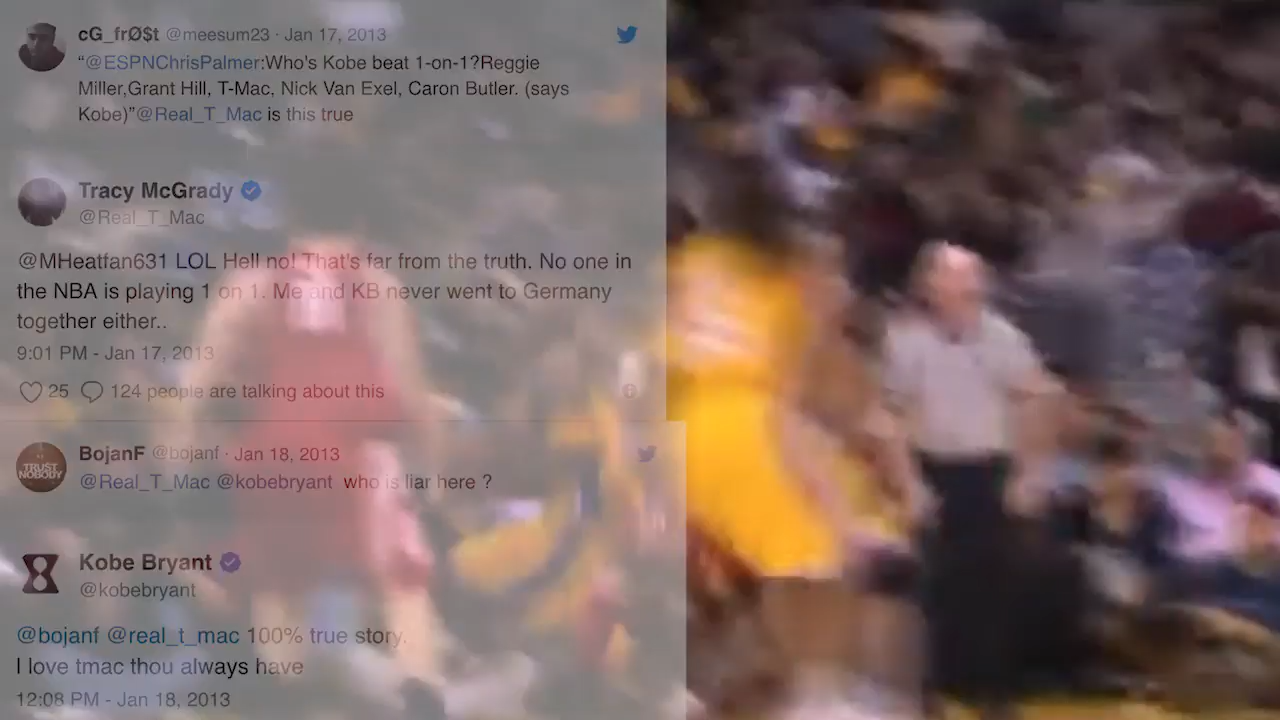 cG_frØ$t @meesum23 · Jan 17, 2013
“@ESPNChrisPalmer:Who's Kobe beat 1-on-1?Reggie
Miller,Grant Hill, T-Mac, Nick Van Exel, Caron Butler. (says
Kobe)”@Real_T_Mac is this true
Tracy McGrady
@Real_T_Mac
@MHeatfan631 LOL Hell no! That's far from the truth. No one in
the NBA is playing 1 on 1. Me and KB never went to Germany
together either..
9:01 PM - Jan 17, 2013
25 124 people are talking about this
BojanF @bojanf · Jan 18, 2013
@Real_T_Mac @kobebryant who is liar here ?
TRUST
NOBODY
Kobe Bryant
@kobebryant
@bojanf @real_t_mac 100% true story.
I love tmac thou always have
12:08 PM - Jan 18, 2013